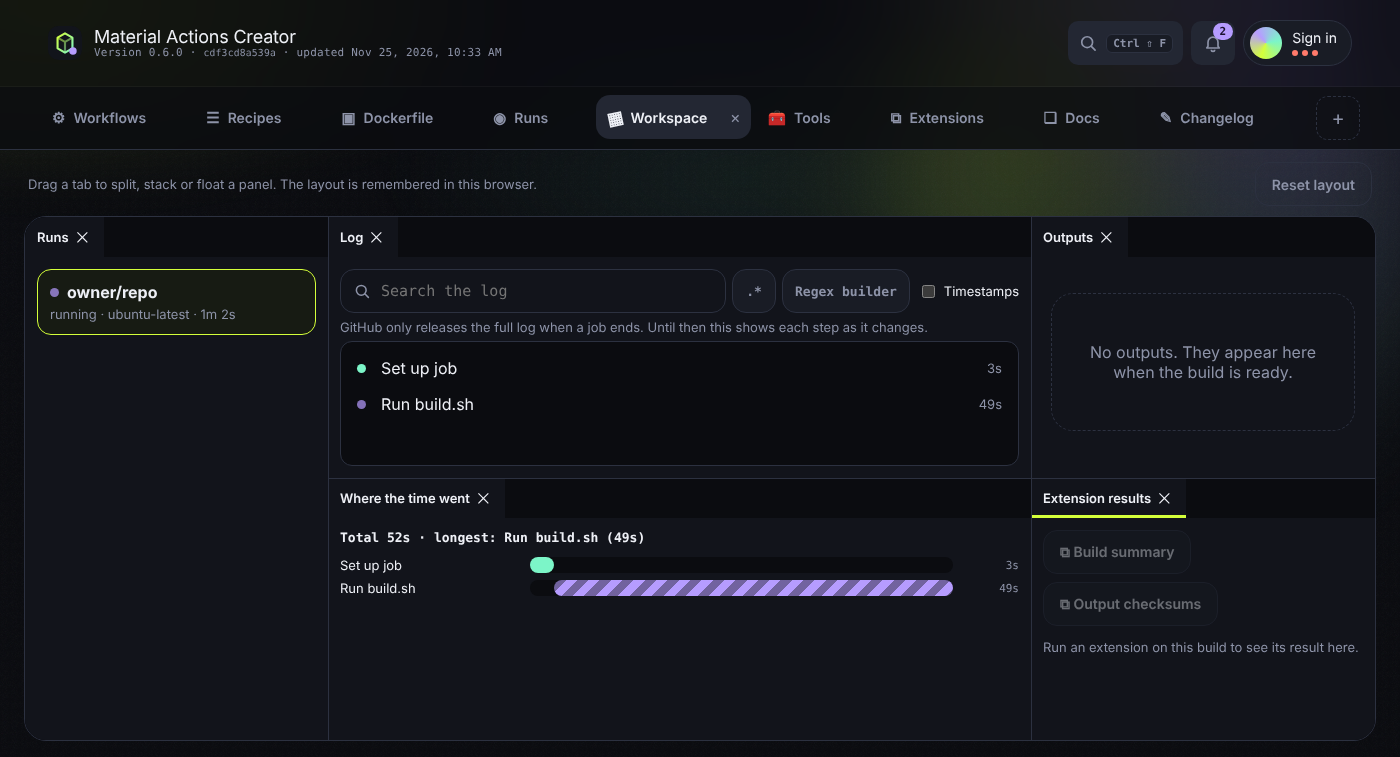 Material Actions Creator
Version 0.6.0 · cdf3cd8a539a · updated Nov 25, 2026, 10:33 AM
Ctrl ⇧ F
2
Sign in
Workflows
Recipes
Dockerfile
Runs
Workspace ×
Tools
Extensions
Docs
Changelog
+
Drag a tab to split, stack or float a panel. The layout is remembered in this browser.
Reset layout
Runs
owner/repo
running · ubuntu-latest · 1m 2s
Log
Search the log
.*
Regex builder
Timestamps
GitHub only releases the full log when a job ends. Until then this shows each step as it changes.
Set up job 3s
Run build.sh 49s
Outputs
No outputs. They appear here
when the build is ready.
Where the time went
Total 52s · longest: Run build.sh (49s)
Set up job 3s
Run build.sh 49s
Extension results
Build summary
Output checksums
Run an extension on this build to see its result here.